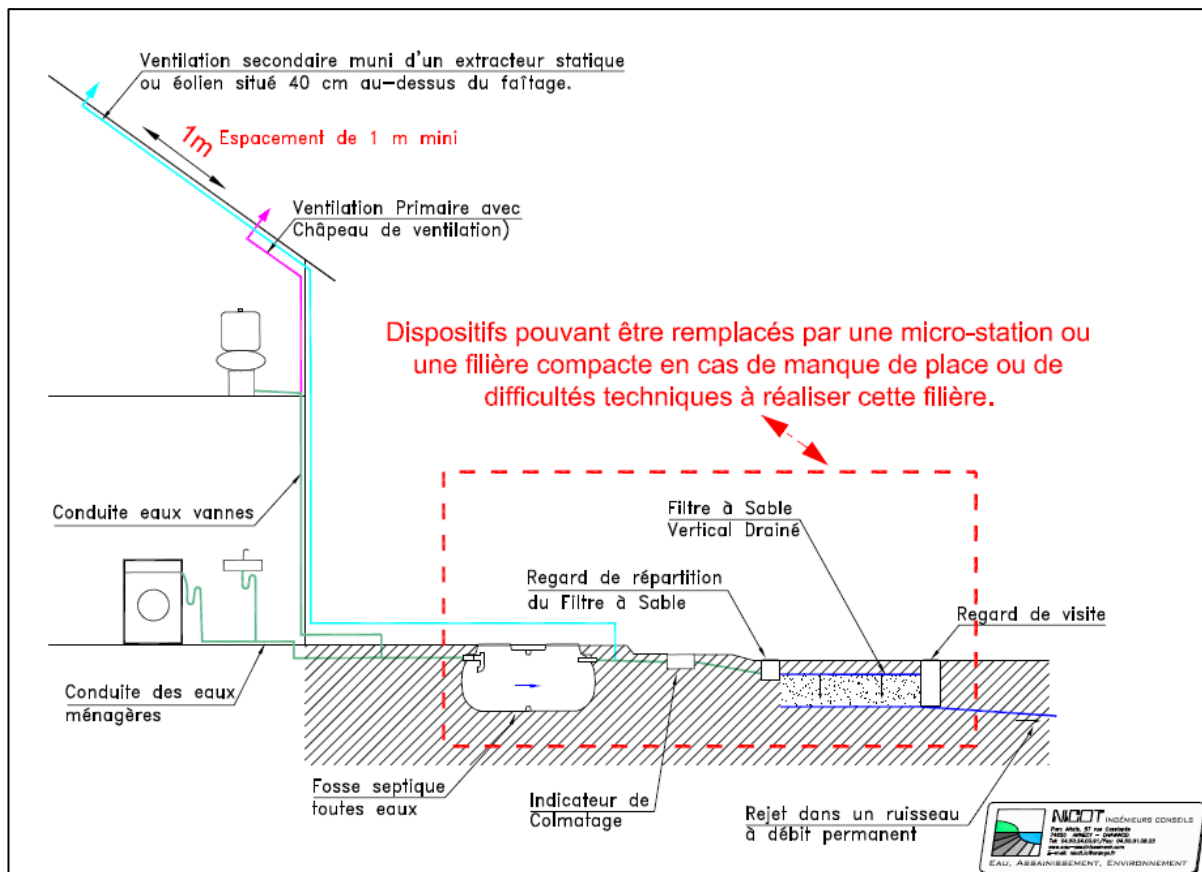 Ventilation secondaire muni d'un extracteur statique
ou éolien situé 40 cm au-dessus du faîtage.
1m
Espacement de 1 m mini
Ventilation Primaire avec
Châpeau de ventilation)
Dispositifs pouvant être remplacés par une micro-station ou
une filière compacte en cas de manque de place ou de
difficultés techniques à réaliser cette filière.
Conduite eaux vannes
Filtre à Sable
Vertical Drainé
Regard de répartition
du Filtre à Sable
Regard de visite
Conduite des eaux
ménagères
Fosse septique
toutes eaux
Indicateur de
Colmatage
Rejet dans un ruisseau
à débit permanent
NICOT INGÉNIEURS CONSEILS
EAU, ASSAINISSEMENT, ENVIRONNEMENT